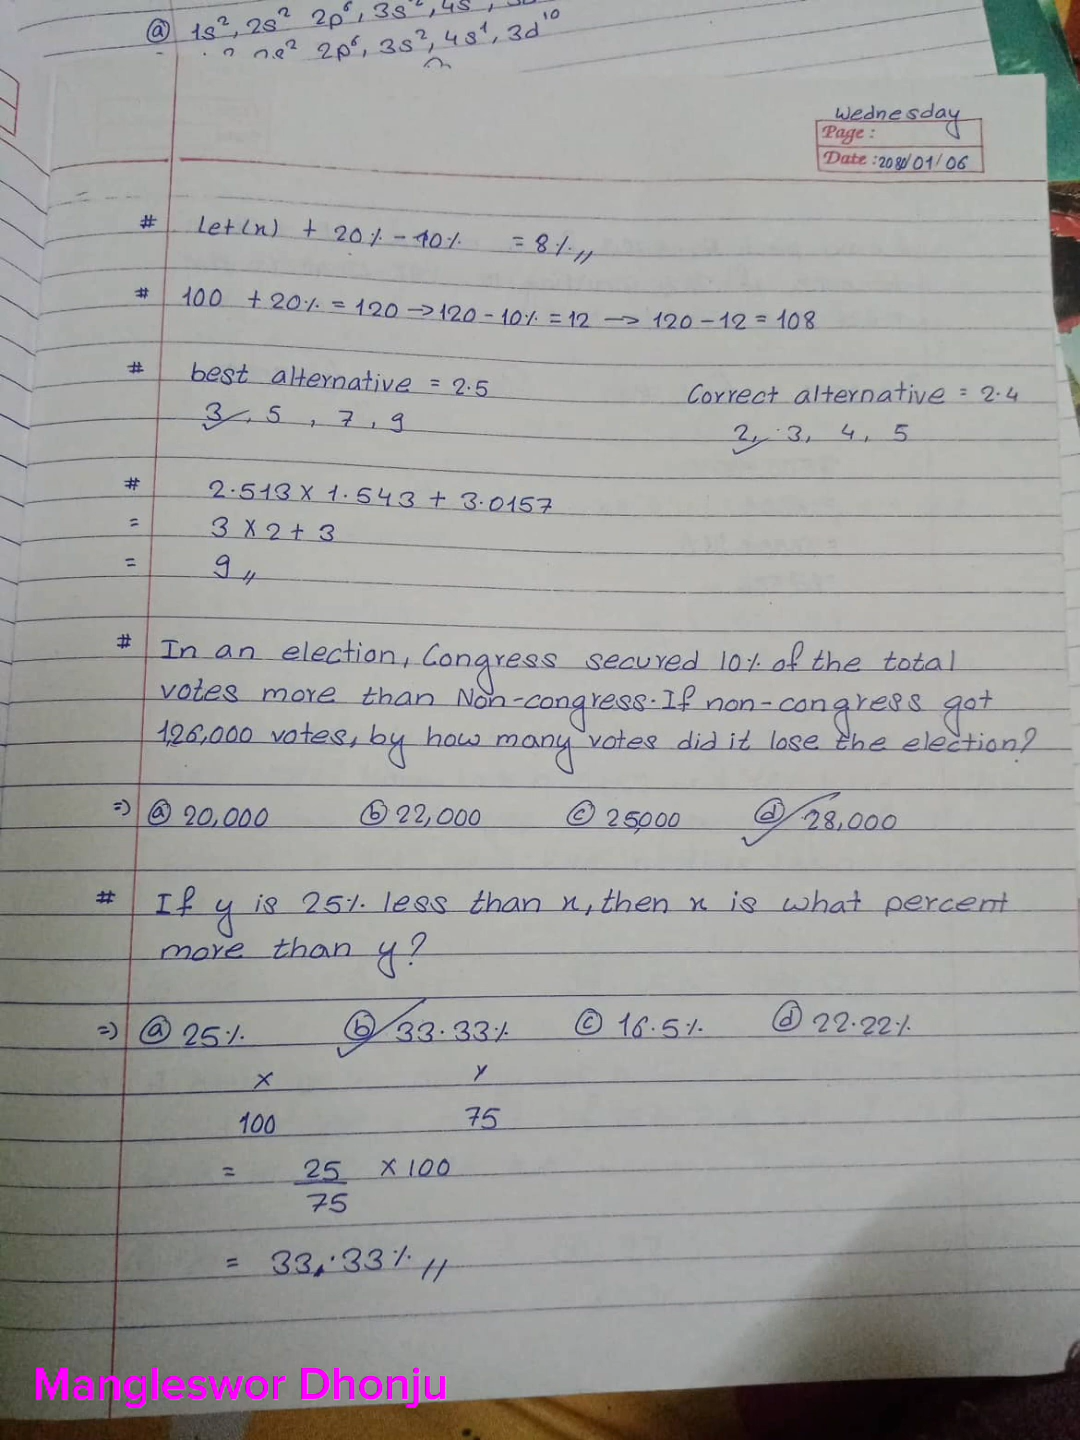 ⓐ 1s², 2s² 2p⁶, 3s², 4s
2p⁶, 3s², 4s¹, 3d¹⁰
Wednesday
Page :
Date : 2080/01/06
# Let(x) + 20% - 10% = 8%,,
# 100 + 20% = 120 → 120 - 10% = 12 → 120 - 12 = 108
# best alternative = 2.5 Correct alternative = 2.4
3, 5, 7, 9 2, 3, 4, 5
# 2.513 × 1.543 + 3.0157
= 3 × 2 + 3
= 9,,
# In an election, Congress secured 10% of the total
votes more than Non-congress. If non-congress got
1,26,000 votes, by how many votes did it lose the election?
⇒) ⓐ 20,000 ⓑ 22,000 ⓒ 25,000 ⓓ 28,000
# If y is 25% less than x, then x is what percent
more than y?
⇒) ⓐ 25% ⓑ 33.33% ⓒ 16.5% ⓓ 22.22%
X Y
100 75
= 25/75 × 100
= 33.33%,,
Mangleswor Dhonju